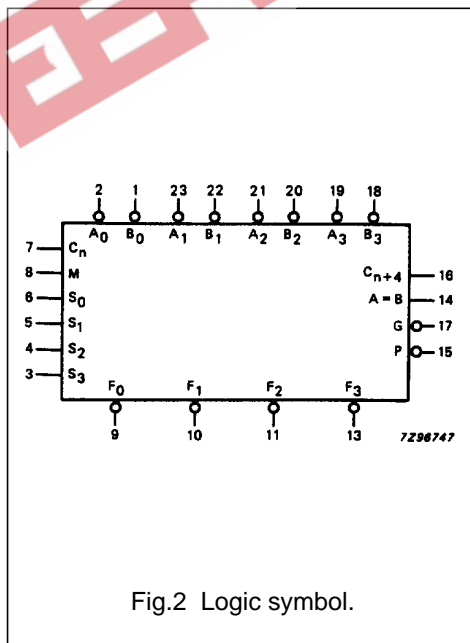 2 1 23 22 21 20 19 18
A0 B0 A1 B1 A2 B2 A3 B3
7 Cn
8 M
6 S0
5 S1
4 S2
3 S3
Cn+4 16
A=B 14
G 17
P 15
F0 F1 F2 F3
9 10 11 13
7Z96747
Fig.2 Logic symbol.